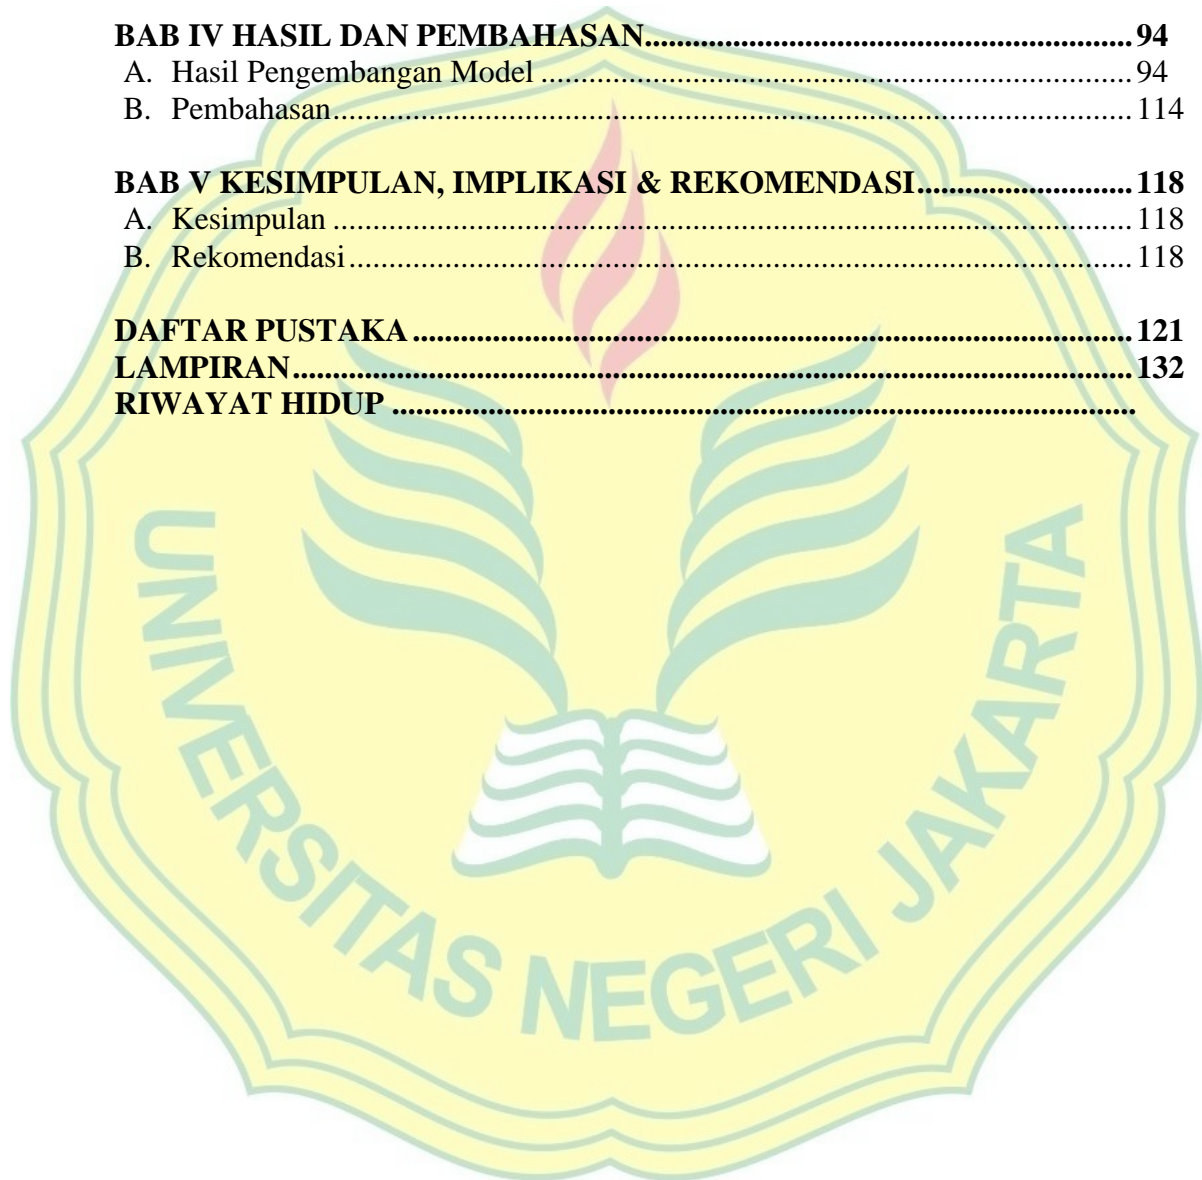 BAB IV HASIL DAN PEMBAHASAN.............................................................. 94
A. Hasil Pengembangan Model ........................................................................... 94
B. Pembahasan..................................................................................................... 114
BAB V KESIMPULAN, IMPLIKASI & REKOMENDASI........................... 118
A. Kesimpulan ..................................................................................................... 118
B. Rekomendasi................................................................................................... 118
DAFTAR PUSTAKA ........................................................................................... 121
LAMPIRAN.......................................................................................................... 132
RIWAYAT HIDUP ..............................................................................................
UNIVERSITAS NEGERI JAKARTA